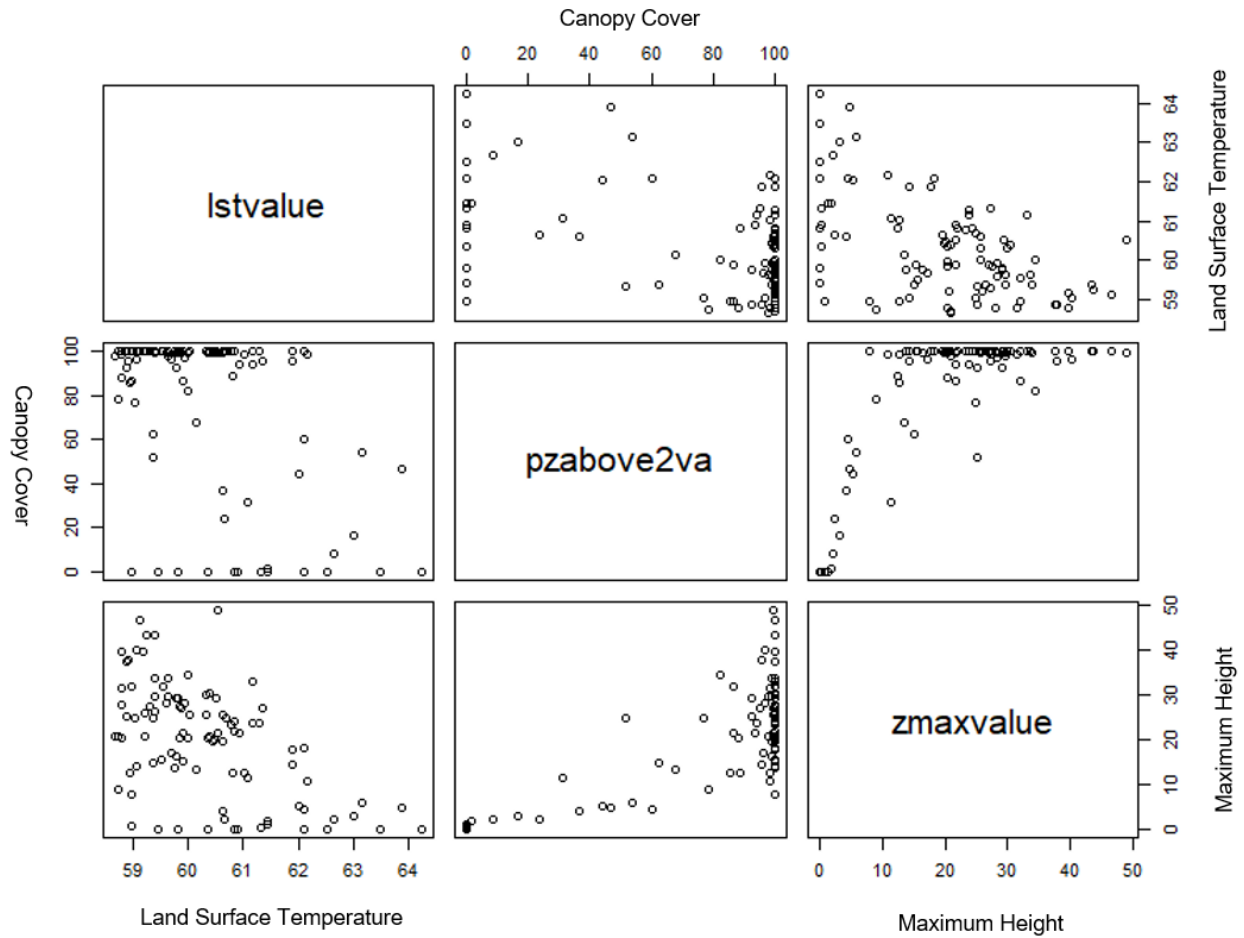 Canopy Cover
0 20 40 60 80 100
lstvalue
59 60 61 62 63 64
Land Surface Temperature
Canopy Cover
0 20 40 60 80 100
pzabove2va
zmaxvalue
0 10 20 30 40 50
Maximum Height
59 60 61 62 63 64
0 10 20 30 40 50
Land Surface Temperature
Maximum Height